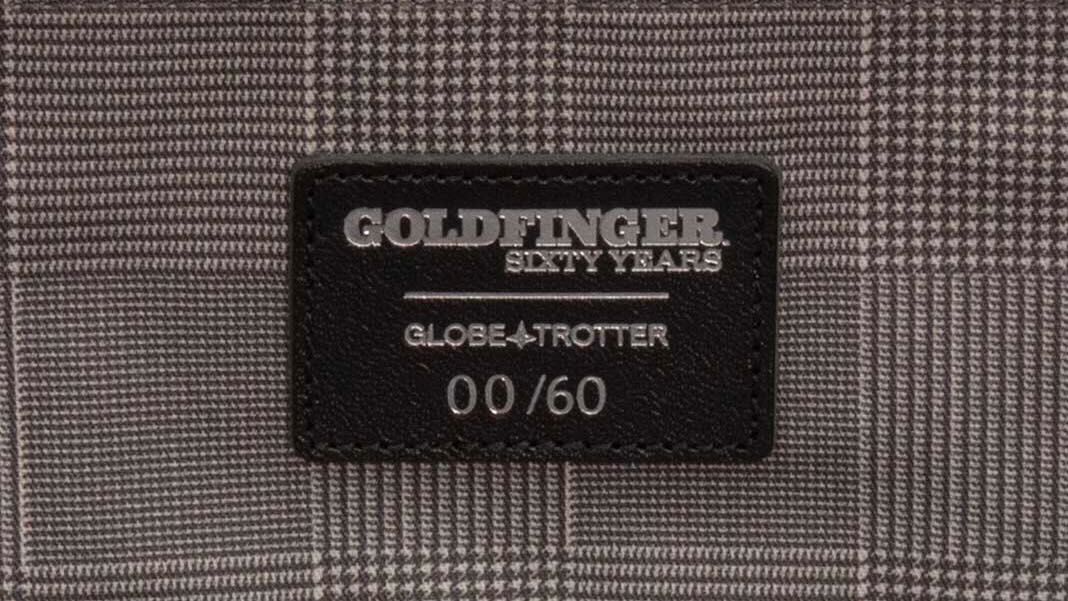 GOLDFINGER
SIXTY YEARS
GLOBE TROTTER
00/60